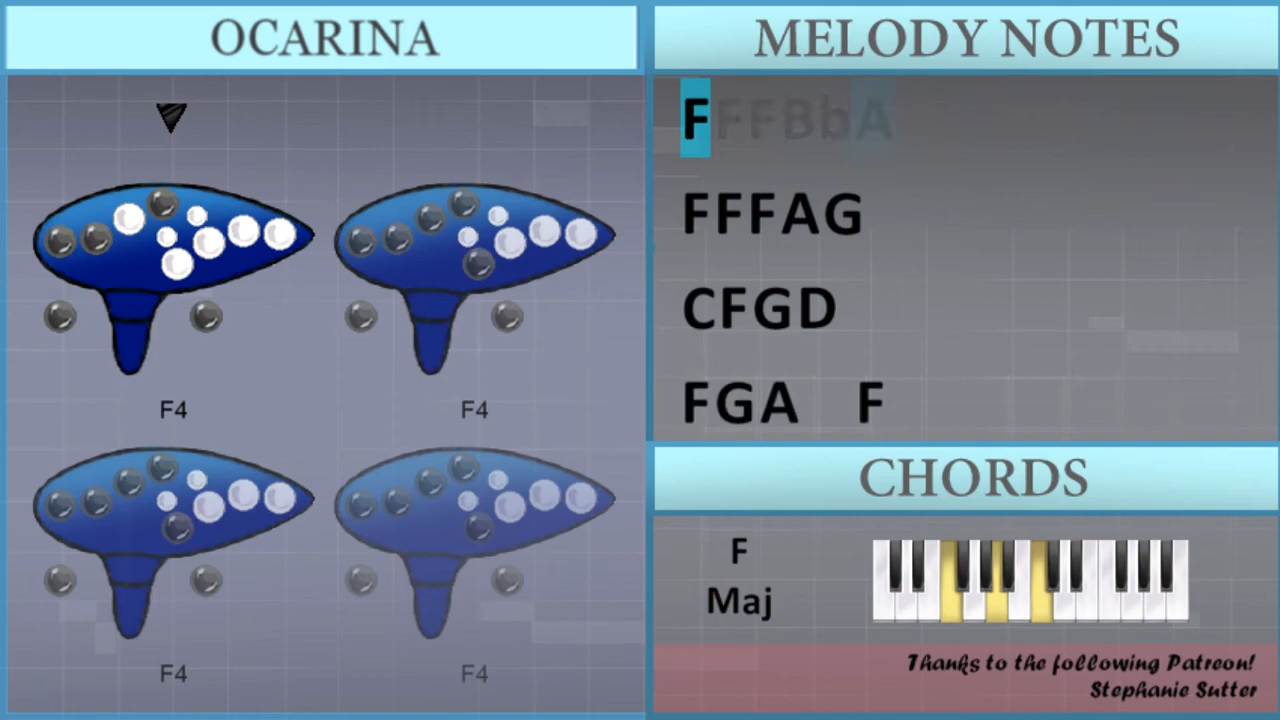 OCARINA
F4 F4
F4 F4
MELODY NOTES
FFFFBbA
FFFAG
CFGD
FGA F
CHORDS
F
Maj
Thanks to the following Patreon!
Stephanie Sutter